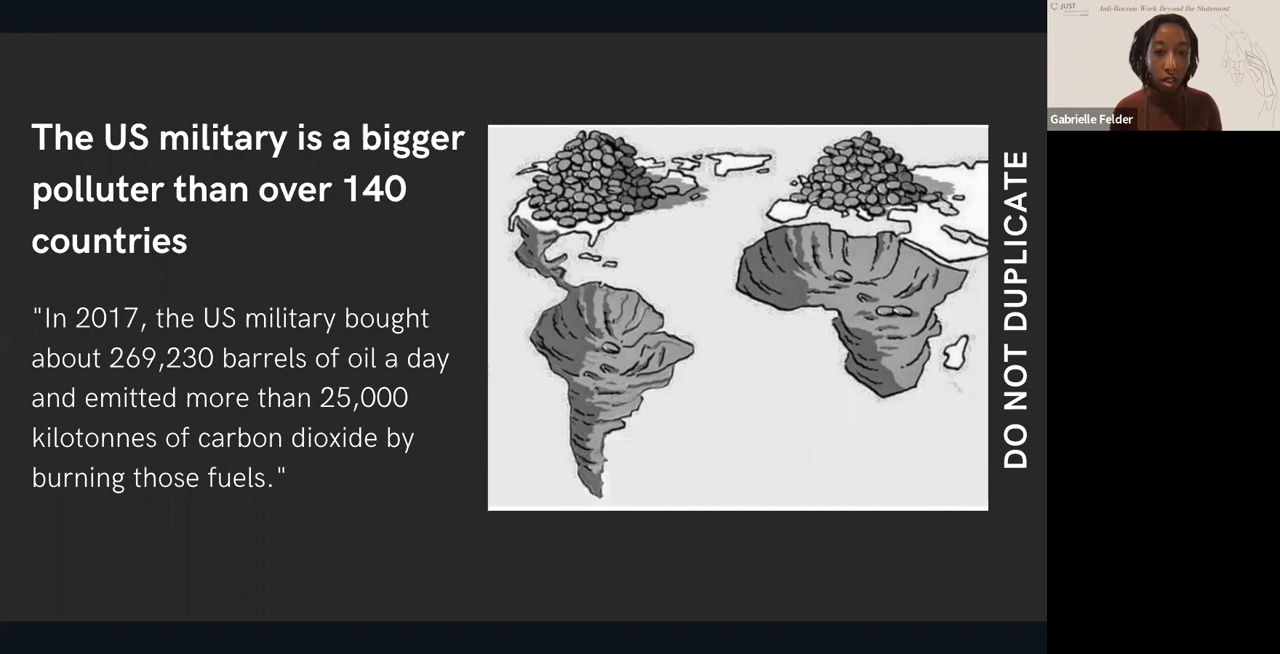 The US military is a bigger
polluter than over 140
countries
"In 2017, the US military bought
about 269,230 barrels of oil a day
and emitted more than 25,000
kilotonnes of carbon dioxide by
burning those fuels."
DO NOT DUPLICATE
JUST
Anti-Racism Work Beyond the Statement
Gabrielle Felder